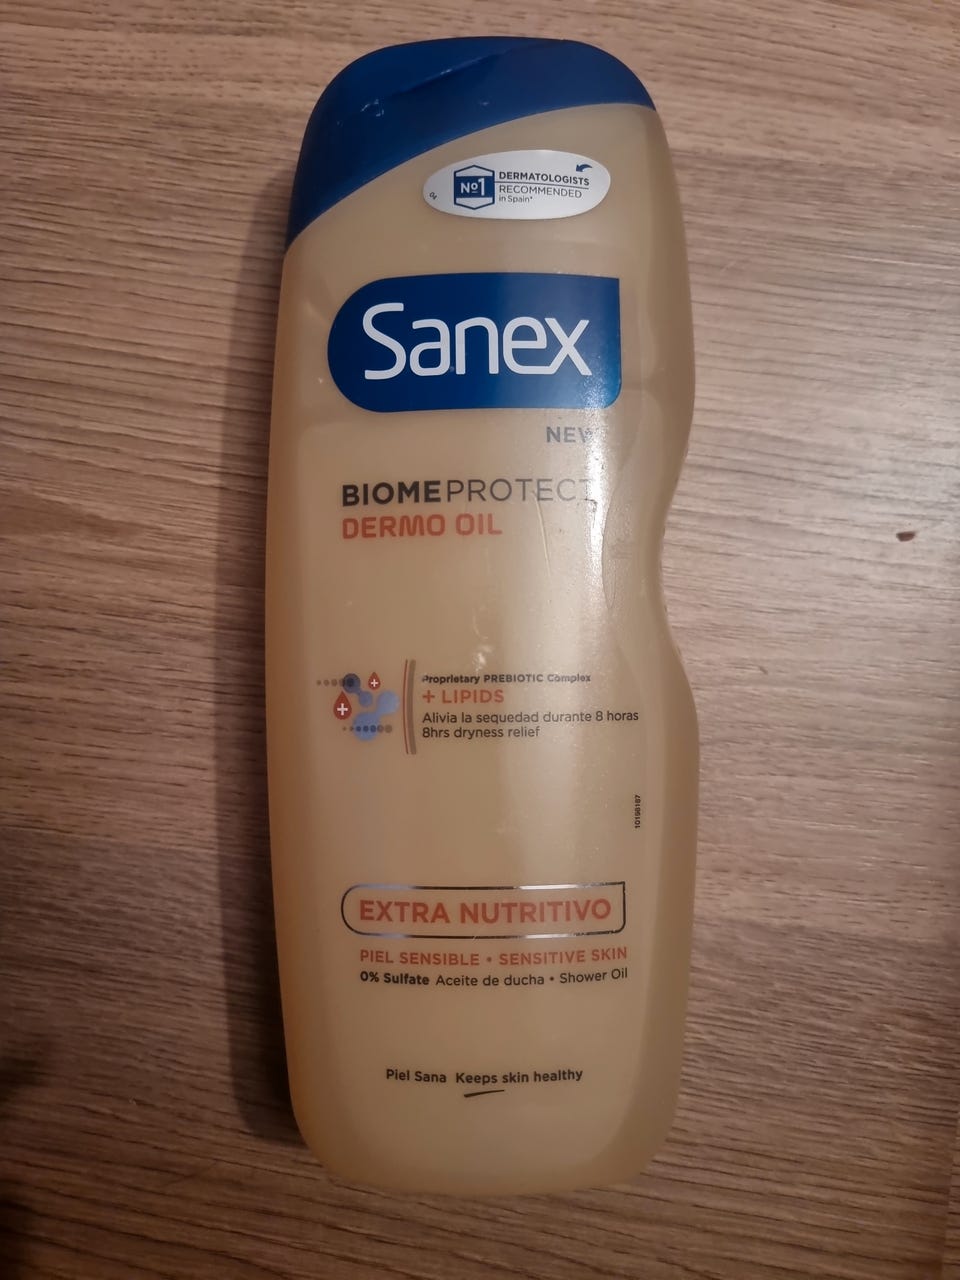 Nº1
DERMATOLOGISTS
RECOMMENDED
in Spain*
Sanex
NEW
BIOMEPROTECT
DERMO OIL
Proprietary PREBIOTIC Complex
+ LIPIDS
Alivia la sequedad durante 8 horas
8hrs dryness relief
10198187
EXTRA NUTRITIVO
PIEL SENSIBLE • SENSITIVE SKIN
0% Sulfate Aceite de ducha • Shower Oil
Piel Sana Keeps skin healthy